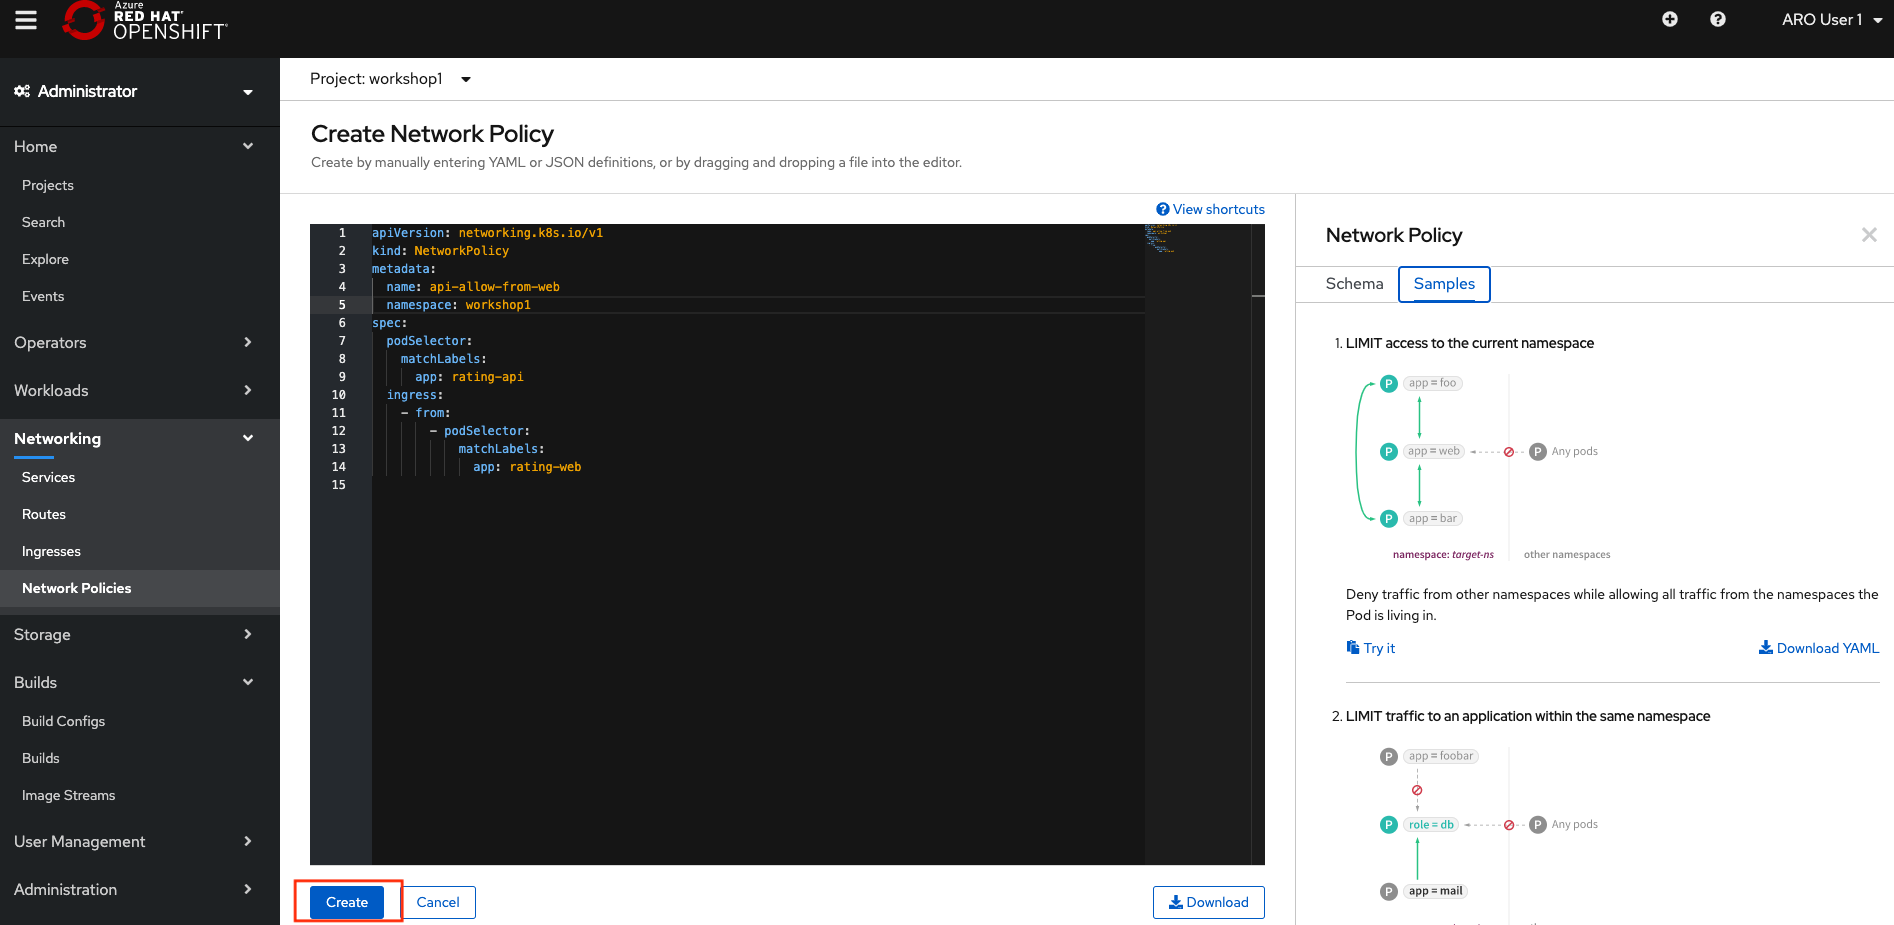 Azure
RED HAT
OPENSHIFT
ARO User 1
Administrator
Home
Projects
Search
Explore
Events
Operators
Workloads
Networking
Services
Routes
Ingresses
Network Policies
Storage
Builds
Build Configs
Builds
Image Streams
User Management
Administration
Project: workshop1
Create Network Policy
Create by manually entering YAML or JSON definitions, or by dragging and dropping a file into the editor.
View shortcuts
1 apiVersion: networking.k8s.io/v1
2 kind: NetworkPolicy
3 metadata:
4 name: api-allow-from-web
5 namespace: workshop1
6 spec:
7 podSelector:
8 matchLabels:
9 app: rating-api
10 ingress:
11 - from:
12 - podSelector:
13 matchLabels:
14 app: rating-web
15
Create
Cancel
Download
Network Policy
Schema
Samples
1. LIMIT access to the current namespace
P app = foo
P app = web P Any pods
P app = bar
namespace: target-ns other namespaces
Deny traffic from other namespaces while allowing all traffic from the namespaces the
Pod is living in.
Try it
Download YAML
2. LIMIT traffic to an application within the same namespace
P app = foobar
P role = db P Any pods
P app = mail